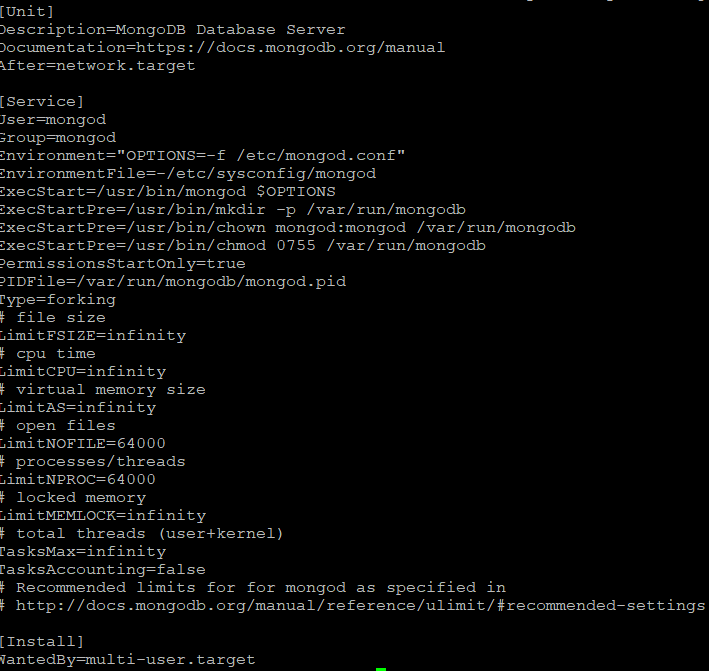 [Unit]
Description=MongoDB Database Server
Documentation=https://docs.mongodb.org/manual
After=network.target

[Service]
User=mongod
Group=mongod
Environment="OPTIONS=-f /etc/mongod.conf"
EnvironmentFile=-/etc/sysconfig/mongod
ExecStart=/usr/bin/mongod $OPTIONS
ExecStartPre=/usr/bin/mkdir -p /var/run/mongodb
ExecStartPre=/usr/bin/chown mongod:mongod /var/run/mongodb
ExecStartPre=/usr/bin/chmod 0755 /var/run/mongodb
PermissionsStartOnly=true
PIDFile=/var/run/mongodb/mongod.pid
Type=forking
# file size
LimitFSIZE=infinity
# cpu time
LimitCPU=infinity
# virtual memory size
LimitAS=infinity
# open files
LimitNOFILE=64000
# processes/threads
LimitNPROC=64000
# locked memory
LimitMEMLOCK=infinity
# total threads (user+kernel)
TasksMax=infinity
TasksAccounting=false
# Recommended limits for for mongod as specified in
# http://docs.mongodb.org/manual/reference/ulimit/#recommended-settings

[Install]
WantedBy=multi-user.target